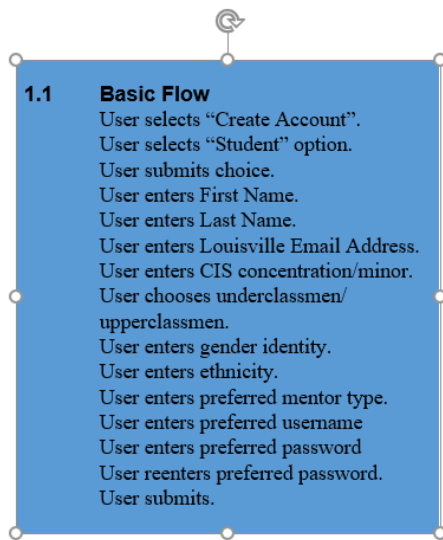 1.1 Basic Flow
User selects “Create Account”.
User selects “Student” option.
User submits choice.
User enters First Name.
User enters Last Name.
User enters Louisville Email Address.
User enters CIS concentration/minor.
User chooses underclassmen/
upperclassmen.
User enters gender identity.
User enters ethnicity.
User enters preferred mentor type.
User enters preferred username
User enters preferred password
User reenters preferred password.
User submits.